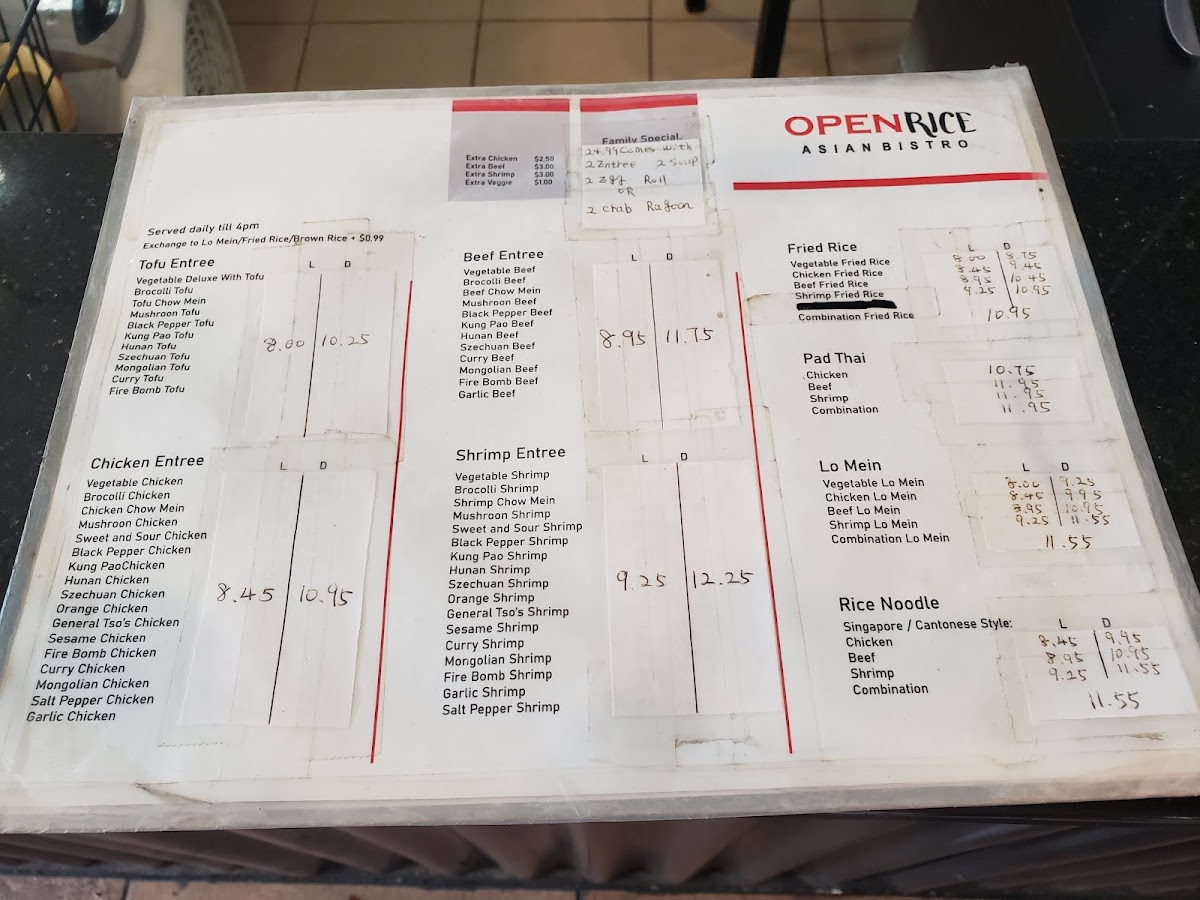 OPENRICE
ASIAN BISTRO
Extra Chicken $2.50
Extra Beef $3.00
Extra Shrimp $3.00
Extra Veggie $1.00
Family Special
24.99 Comes with
2 Entree 2 Soup
2 Egg Roll
OR
2 Crab Ragoon
Served daily till 4pm
Exchange to Lo Mein/Fried Rice/Brown Rice + $0.99
Tofu Entree
L D
Vegetable Deluxe With Tofu
Brocolli Tofu
Tofu Chow Mein
Mushroon Tofu
Black Pepper Tofu
Kung Pao Tofu
Hunan Tofu
Szechuan Tofu
Mongolian Tofu
Curry Tofu
Fire Bomb Tofu
8.00 10.25
Chicken Entree
L D
Vegetable Chicken
Brocolli Chicken
Chicken Chow Mein
Mushroon Chicken
Sweet and Sour Chicken
Black Pepper Chicken
Kung PaoChicken
Hunan Chicken
Szechuan Chicken
Orange Chicken
General Tso's Chicken
Sesame Chicken
Fire Bomb Chicken
Curry Chicken
Mongolian Chicken
Salt Pepper Chicken
Garlic Chicken
8.45 10.95
Beef Entree
L D
Vegetable Beef
Brocolli Beef
Beef Chow Mein
Mushroon Beef
Black Pepper Beef
Kung Pao Beef
Hunan Beef
Szechuan Beef
Curry Beef
Mongolian Beef
Fire Bomb Beef
Garlic Beef
8.95 11.75
Shrimp Entree
L D
Vegetable Shrimp
Brocolli Shrimp
Shrimp Chow Mein
Mushroon Shrimp
Sweet and Sour Shrimp
Black Pepper Shrimp
Kung Pao Shrimp
Hunan Shrimp
Szechuan Shrimp
Orange Shrimp
General Tso's Shrimp
Sesame Shrimp
Curry Shrimp
Mongolian Shrimp
Fire Bomb Shrimp
Garlic Shrimp
Salt Pepper Shrimp
9.25 12.25
Fried Rice
L D
Vegetable Fried Rice 8.00 8.75
Chicken Fried Rice 8.45 9.45
Beef Fried Rice 8.95 10.45
Shrimp Fried Rice 9.25 10.95
Combination Fried Rice 10.95
Pad Thai
Chicken 10.75
Beef 11.95
Shrimp 11.95
Combination 11.95
Lo Mein
L D
Vegetable Lo Mein 8.00 9.25
Chicken Lo Mein 8.45 9.95
Beef Lo Mein 8.95 10.95
Shrimp Lo Mein 9.25 11.55
Combination Lo Mein 11.55
Rice Noodle
Singapore / Cantonese Style: L D
Chicken 8.45 9.95
Beef 8.95 10.95
Shrimp 9.25 11.55
Combination 11.55